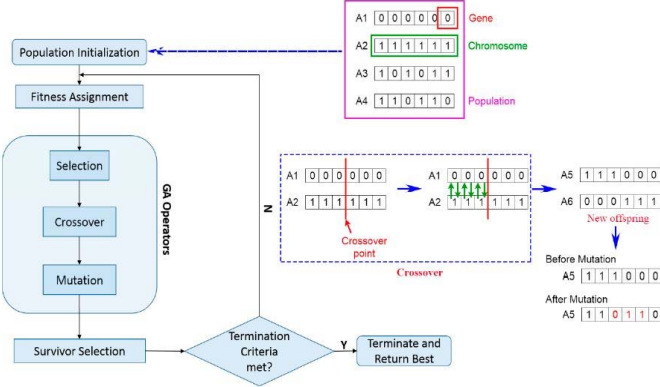 Population Initialization
Fitness Assignment
Selection
Crossover
Mutation
GA Operators
Survivor Selection
Termination
Criteria
met?
N
Y
Terminate and
Return Best
A1 0 0 0 0 0 0
Gene
A2 1 1 1 1 1 1
Chromosome
A3 1 0 1 0 1 1
A4 1 1 0 1 1 0
Population
A1 0 0 0 0 0 0
A2 1 1 1 1 1 1
Crossover
point
A1 0 0 0 0 0 0
A2 1 1 1 1 1 1
Crossover
A5 1 1 1 0 0 0
A6 0 0 0 1 1 1
New offspring
Before Mutation
A5 1 1 1 0 0 0
After Mutation
A5 1 1 0 1 1 0